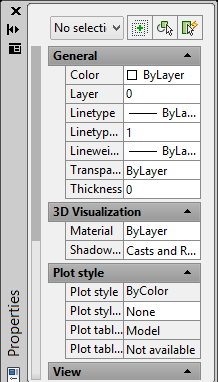 No selecti
General
Color ByLayer
Layer 0
Linetype ByLa...
Linetyp... 1
Linewei... ByLa...
Transpa... ByLayer
Thickness 0
3D Visualization
Material ByLayer
Shadow... Casts and R...
Plot style
Plot style ByColor
Plot styl... None
Plot tabl... Model
Plot tabl... Not available
View
Properties